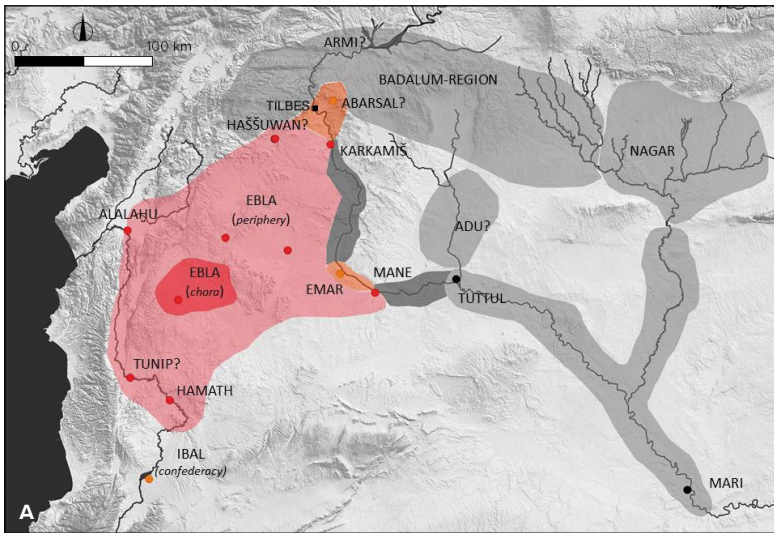 0 100 km
ARMI?
BADALUM-REGION
TILBES
ABARSAL?
HAŠŠUWAN?
KARKAMIŠ
NAGAR
EBLA
(periphery)
ALALAḪU
ADU?
EBLA
(chora)
EMAR
MANE
TUTTUL
TUNIP?
HAMATH
IBAL
(confederacy)
MARI
A